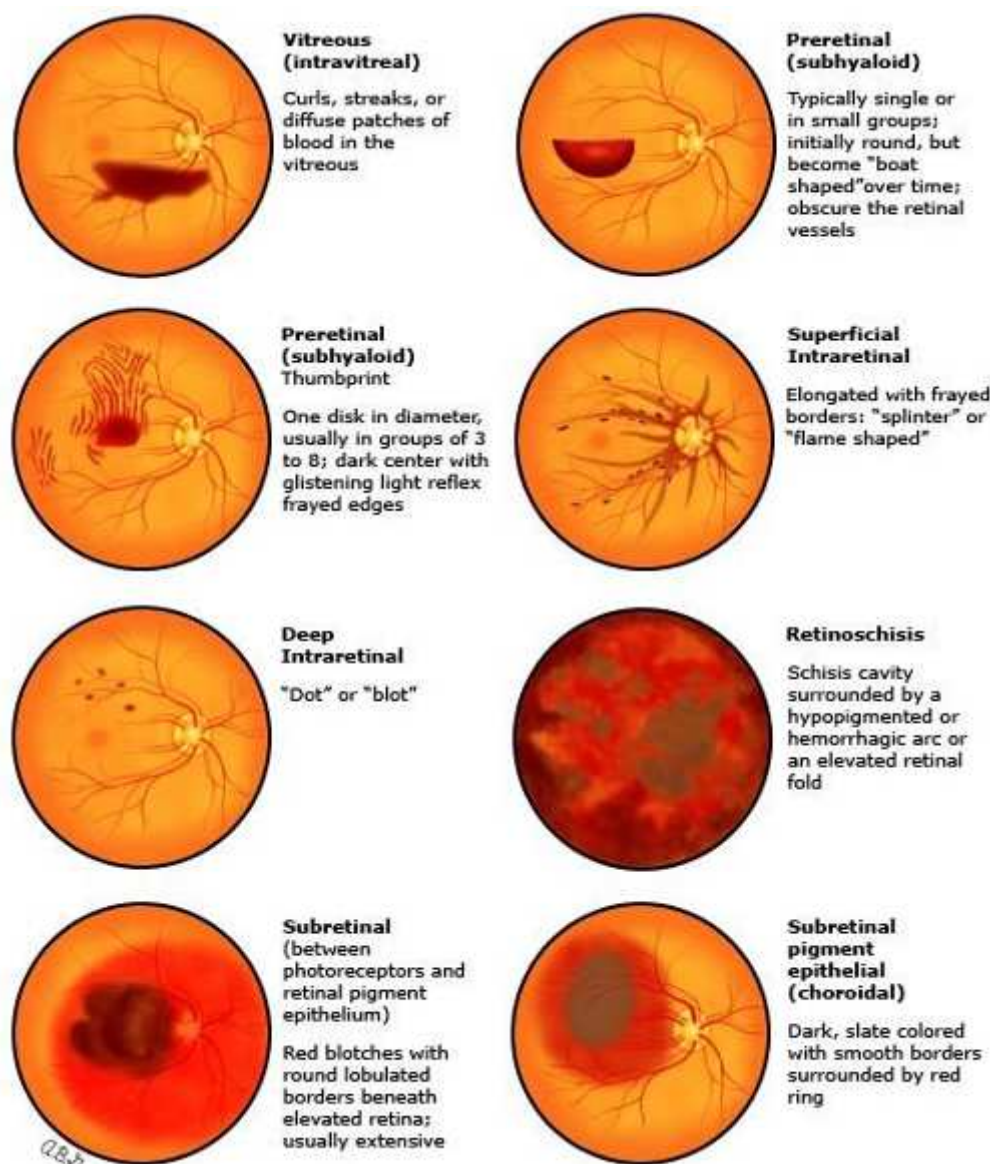 Vitreous
(intravitreal)
Curls, streaks, or
diffuse patches of
blood in the
vitreous
Preretinal
(subhyaloid)
Typically single or
in small groups;
initially round, but
become "boat
shaped"over time;
obscure the retinal
vessels
Preretinal
(subhyaloid)
Thumbprint
One disk in diameter,
usually in groups of 3
to 8; dark center with
glistening light reflex
frayed edges
Superficial
Intraretinal
Elongated with frayed
borders: "splinter" or
"flame shaped"
Deep
Intraretinal
"Dot" or "blot"
Retinoschisis
Schisis cavity
surrounded by a
hypopigmented or
hemorrhagic arc or
an elevated retinal
fold
Subretinal
(between
photoreceptors and
retinal pigment
epithelium)
Red blotches with
round lobulated
borders beneath
elevated retina;
usually extensive
Subretinal
pigment
epithelial
(choroidal)
Dark, slate colored
with smooth borders
surrounded by red
ring